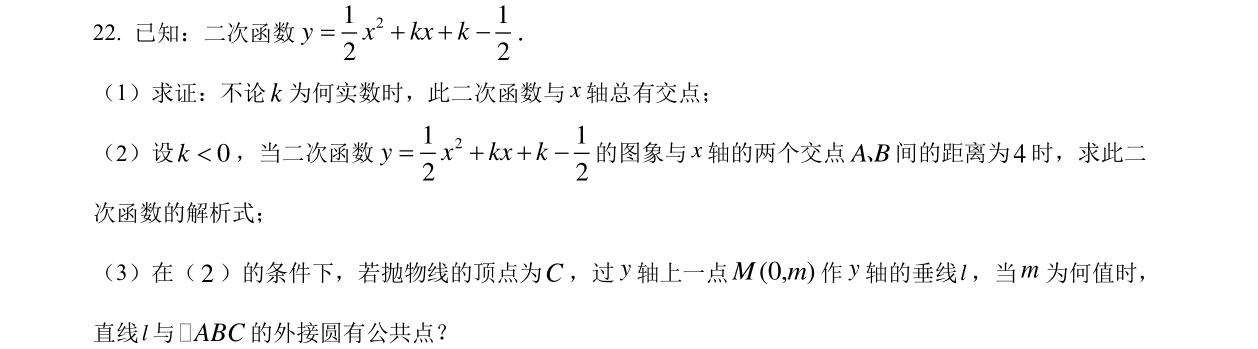 22. 已知：二次函数 $y=\frac{1}{2}x^2+kx+k-\frac{1}{2}$．
（1）求证：不论 k 为何实数时，此二次函数与 x 轴总有交点；
（2）设 k < 0，当二次函数 $y=\frac{1}{2}x^2+kx+k-\frac{1}{2}$ 的图象与 x 轴的两个交点 A、B 间的距离为 4 时，求此二
次函数的解析式；
（3）在（ 2 ）的条件下，若抛物线的顶点为 C，过 y 轴上一点 M (0,m) 作 y 轴的垂线 l，当 m 为何值时，
直线 l 与 □ABC 的外接圆有公共点？